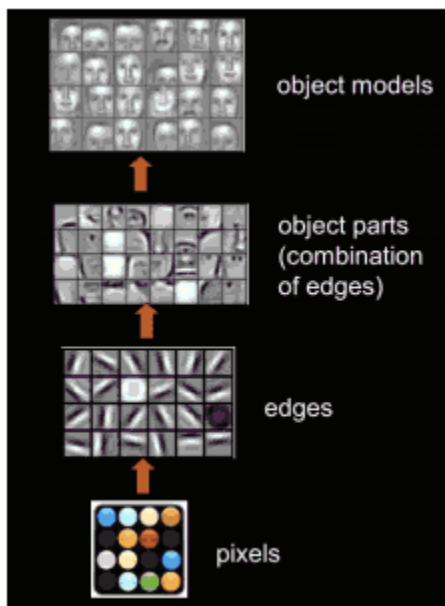 object models
object parts
(combination
of edges)
edges
pixels